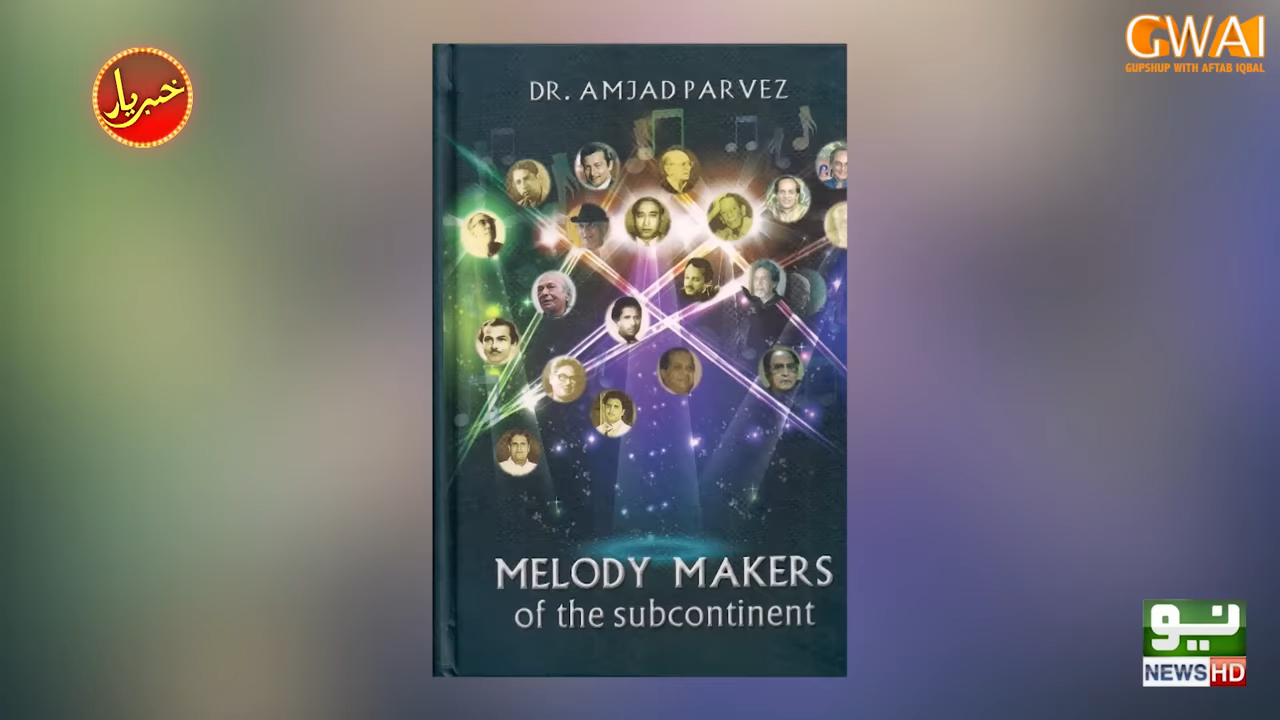 خبریار
GWAI
GUPSHUP WITH AFTAB IQBAL
DR. AMJAD PARVEZ
MELODY MAKERS
of the subcontinent
نیو
NEWS HD